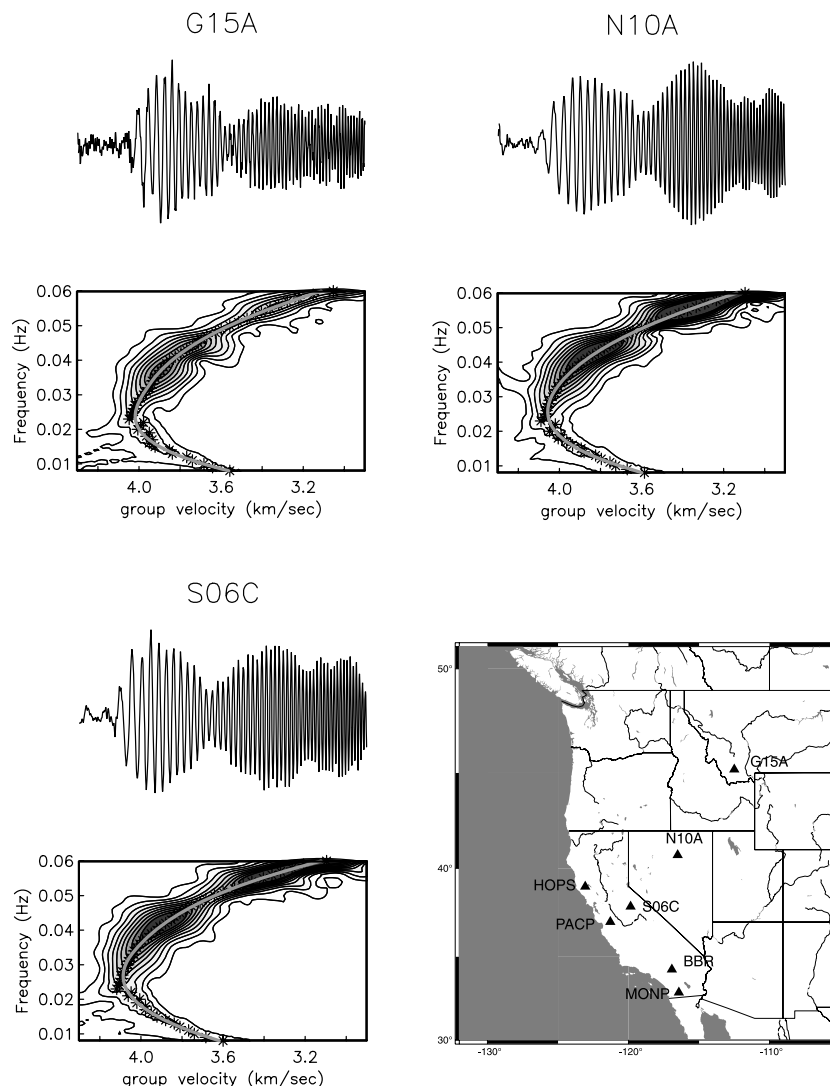 G15A
N10A
0.06
0.05
0.04
0.03
0.02
0.01
Frequency (Hz)
4.0 3.6 3.2
group velocity (km/sec)
0.06
0.05
0.04
0.03
0.02
0.01
Frequency (Hz)
4.0 3.6 3.2
group velocity (km/sec)
S06C
0.06
0.05
0.04
0.03
0.02
0.01
Frequency (Hz)
4.0 3.6 3.2
group velocity (km/sec)
50°
40°
30°
G15A
N10A
HOPS
S06C
PACP
BBR
MONP
-130° -120° -110°